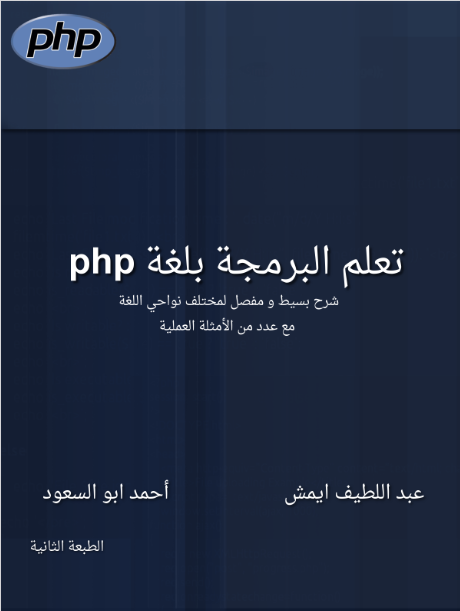 php
تعلم البرمجة بلغة php
شرح بسيط و مفصل لمختلف نواحي اللغة
مع عدد من الأمثلة العملية
عبد اللطيف ايمش
أحمد ابو السعود
الطبعة الثانية